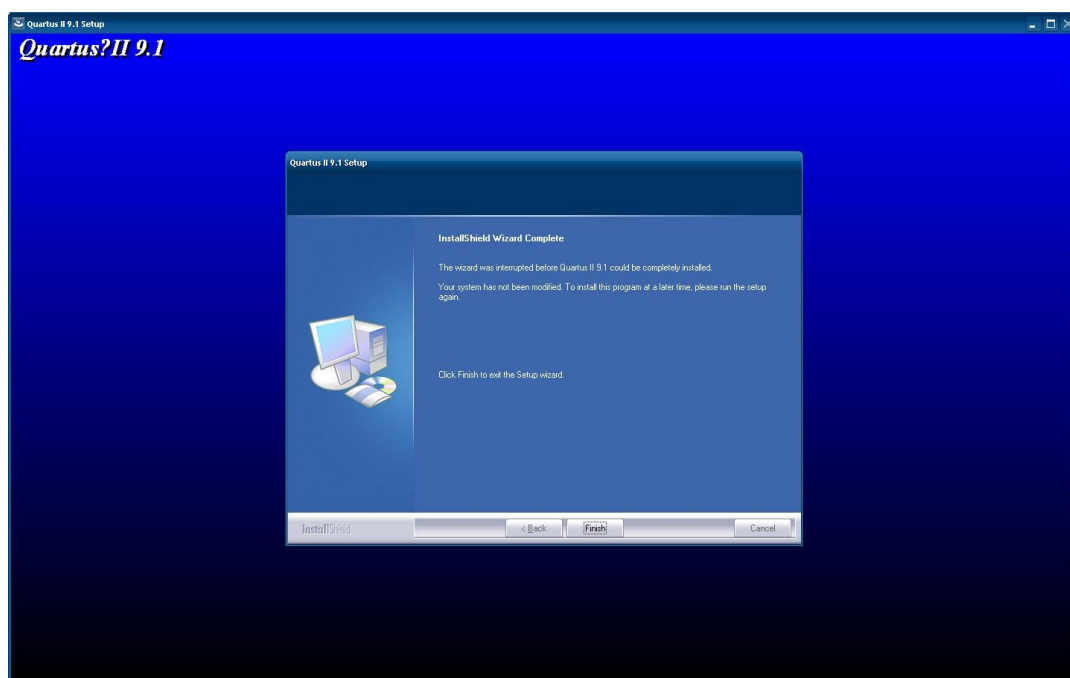 Quartus II 9.1 Setup
Quartus?II 9.1
Quartus II 9.1 Setup
InstallShield Wizard Complete
The wizard was interrupted before Quartus II 9.1 could be completely installed.
Your system has not been modified. To install this program at a later time, please run the setup
again.
Click Finish to exit the Setup wizard.
InstallShield
< Back
Finish
Cancel